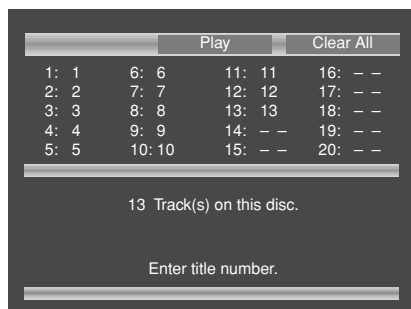 Play Clear All
1: 1 6: 6 11: 11 16: – –
2: 2 7: 7 12: 12 17: – –
3: 3 8: 8 13: 13 18: – –
4: 4 9: 9 14: – – 19: – –
5: 5 10: 10 15: – – 20: – –
13 Track(s) on this disc.
Enter title number.